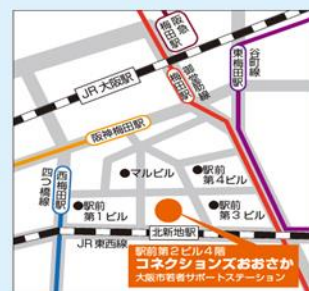 阪急
梅田駅
JR大阪駅
御堂筋線
梅田駅
東梅田駅
谷町線
阪神梅田駅
四つ橋線
西梅田駅
●マルビル
●駅前
第4ビル
●駅前
第1ビル
●駅前
第3ビル
北新地駅
JR東西線
駅前第2ビル4階
コネクションズおおさか
大阪市若者サポートステーション